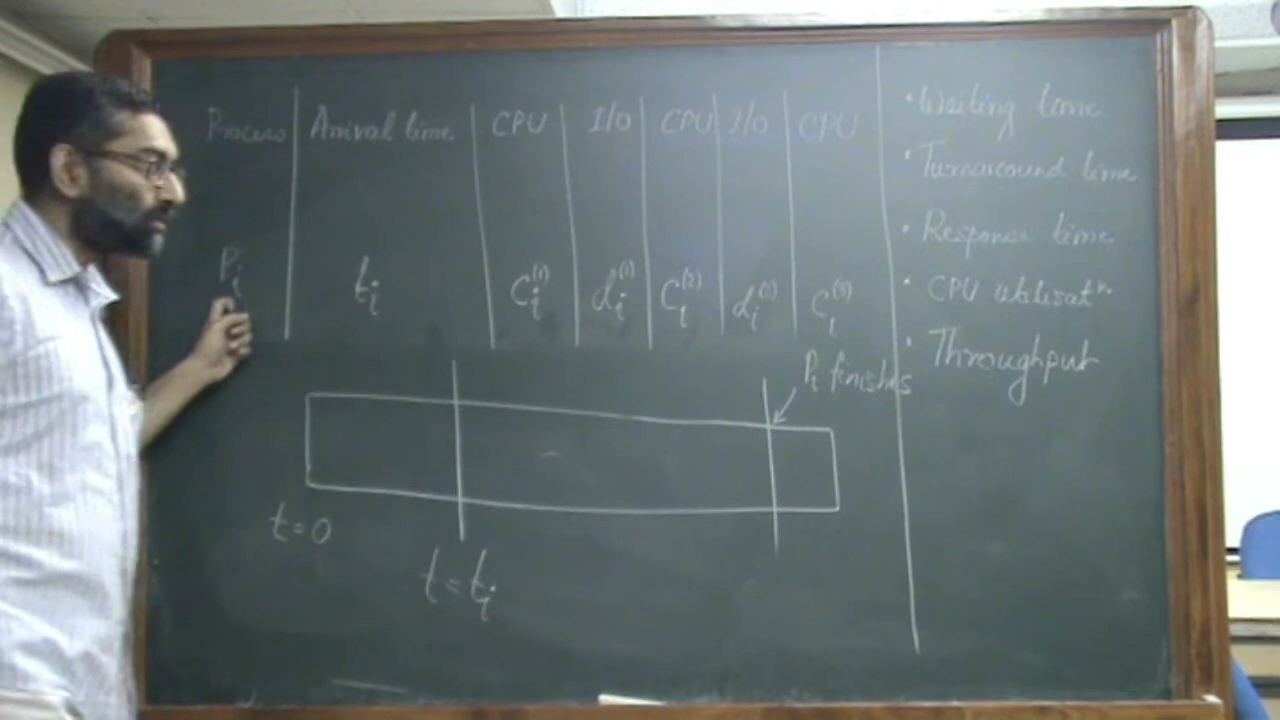 Process Arrival time CPU I/O CPU I/O CPU
Pi ti Ci(1) di(1) Ci(2) di(2) Ci(3)
Pi finishes
t=0
t=ti
• Waiting time
• Turnaround time
• Response time
• CPU utilisatn.
• Throughput